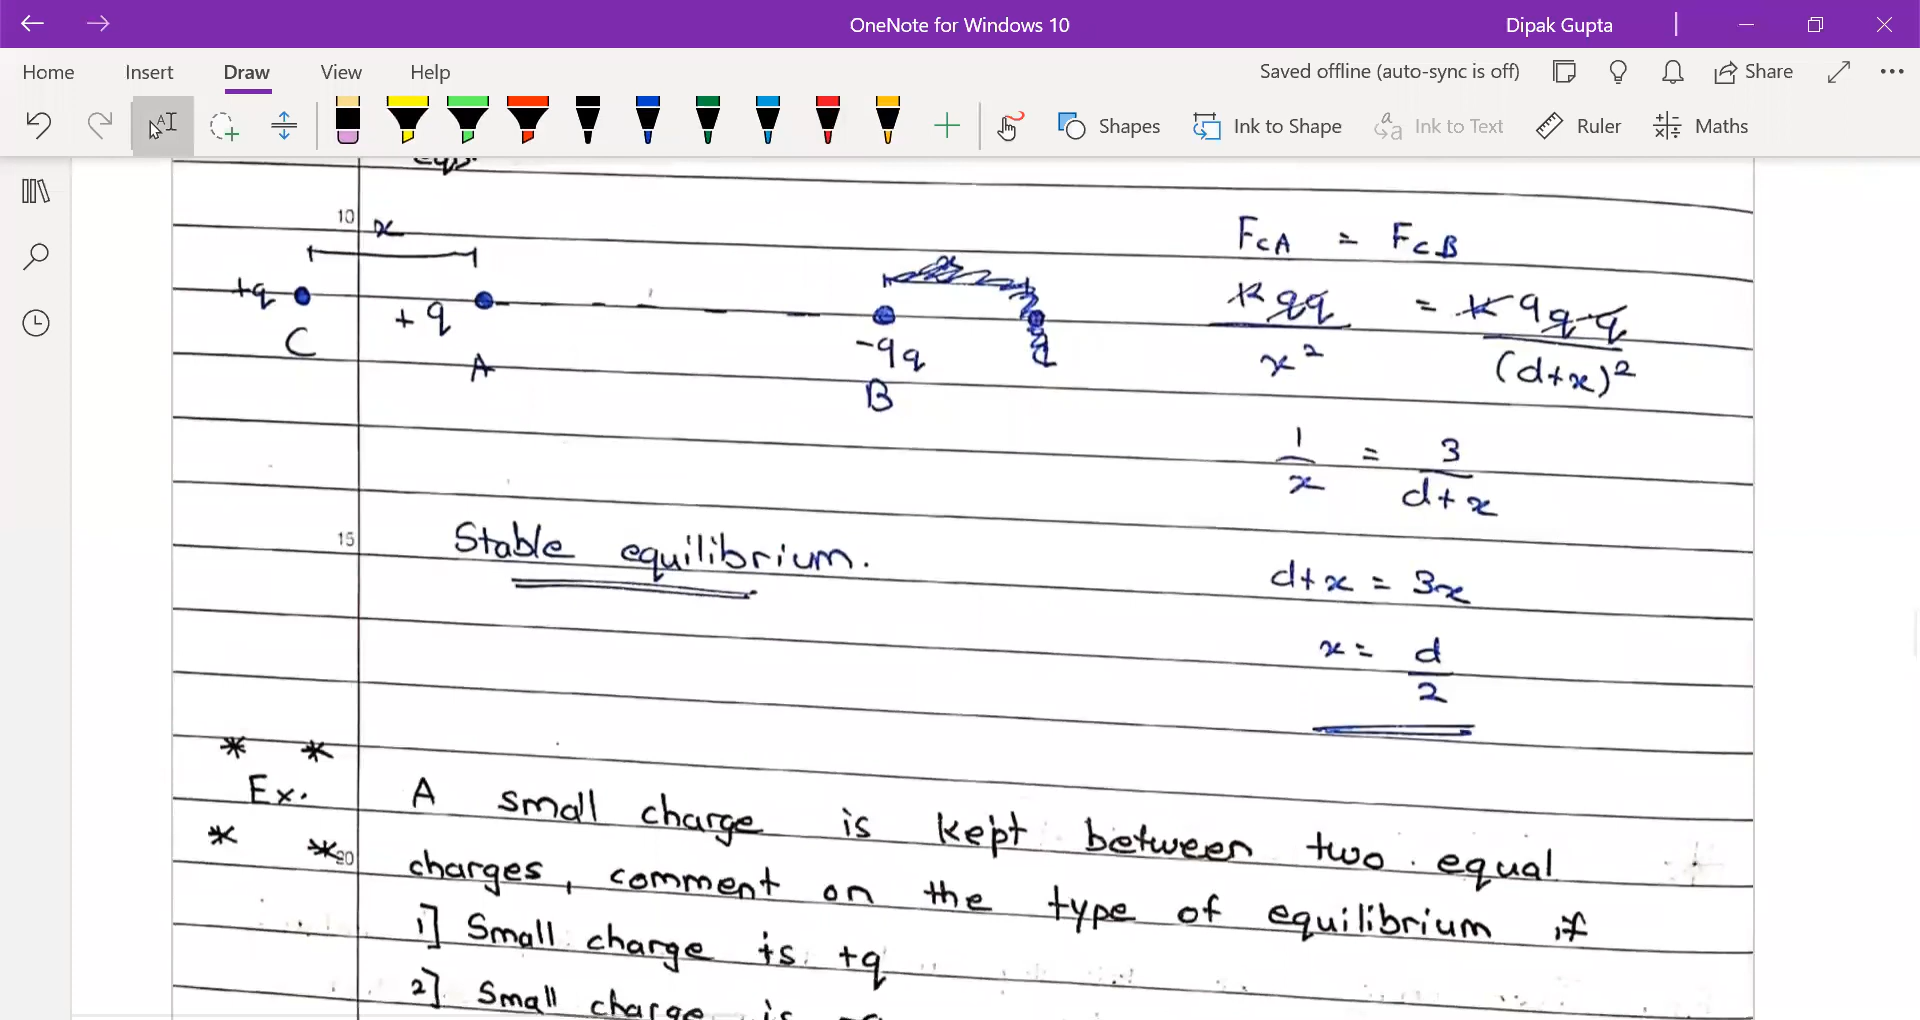 OneNote for Windows 10
Dipak Gupta
Home Insert Draw View Help
Saved offline (auto-sync is off) Share
Shapes Ink to Shape Ink to Text Ruler Maths
10
x
+q
C
+q
A
-9q
B
F_CA = F_CB
kqq/x² = k9q·q/(d+x)²
1/x = 3/(d+x)
15
Stable equilibrium.
d+x = 3x
x = d/2
* *
Ex. A small charge is kept between two equal
* * 20
charges, comment on the type of equilibrium if
1] Small charge is +q
2] Small charge is